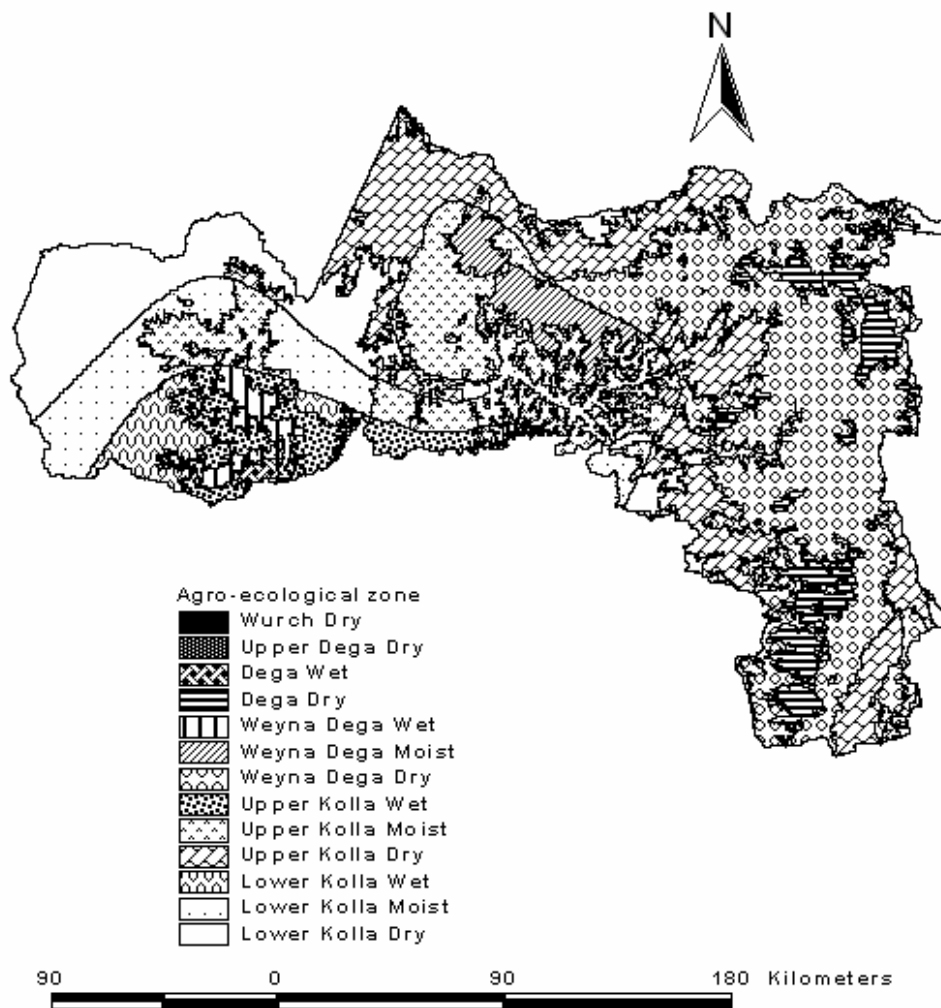 N
Agro-ecological zone
Wurch Dry
Upper Dega Dry
Dega Wet
Dega Dry
Weyna Dega Wet
Weyna Dega Moist
Weyna Dega Dry
Upper Kolla Wet
Upper Kolla Moist
Upper Kolla Dry
Lower Kolla Wet
Lower Kolla Moist
Lower Kolla Dry
90 0 90 180 Kilometers